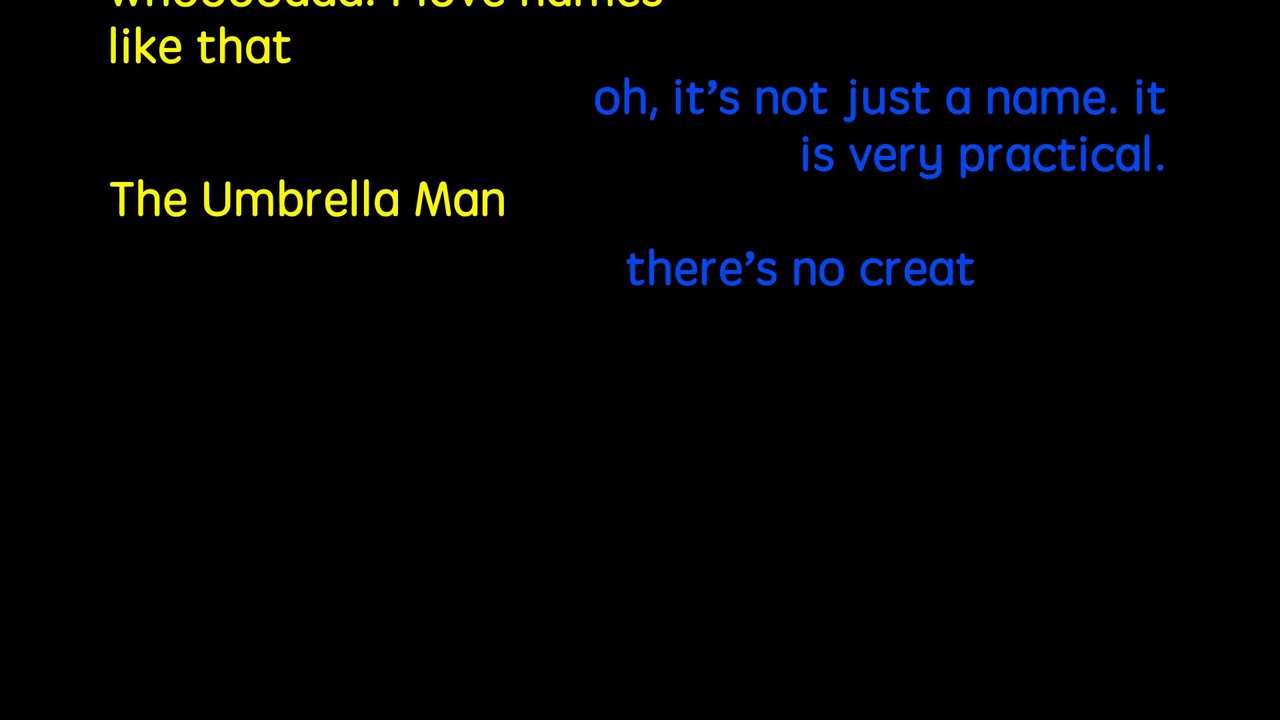 like that
oh, it’s not just a name. it
is very practical.
The Umbrella Man
there’s no creat